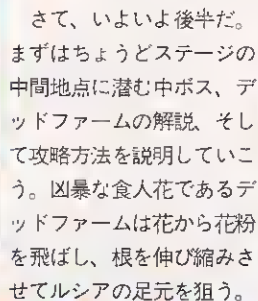 さて、いよいよ後半だ。
まずはちょうどステージの
中間地点に潜む中ボス、デ
ッドファームの解説、そし
て攻略方法を説明していこ
う。凶暴な食人花であるデ
ッドファームは花から花粉
を飛ばし、根を伸び縮みさ
せてルシアの足元を狙う。